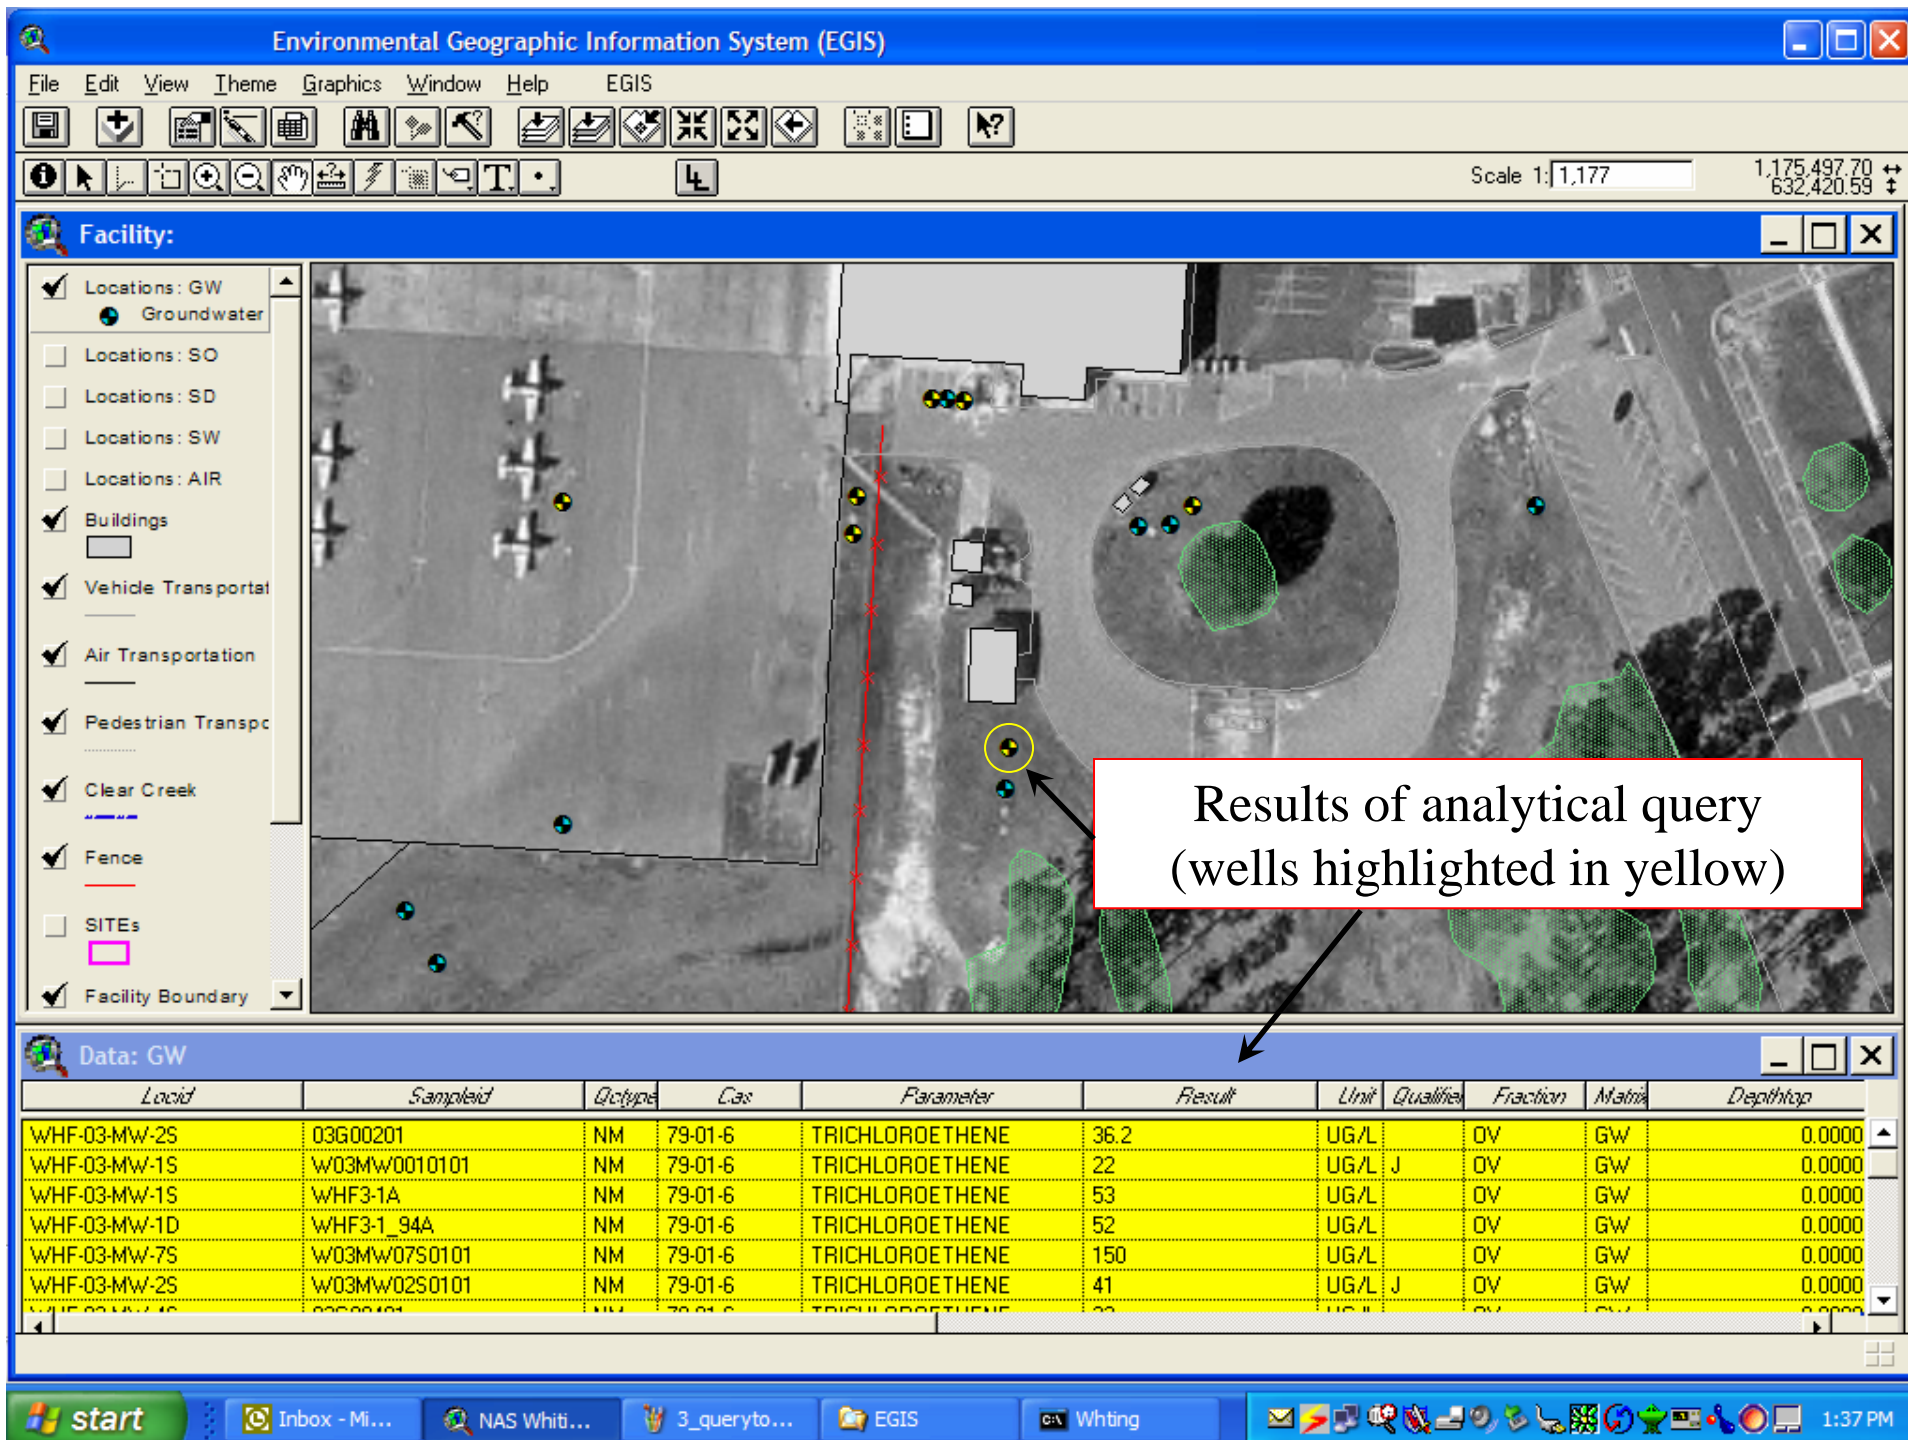 Environmental Geographic Information System (EGIS)
File Edit View Theme Graphics Window Help EGIS
Scale 1: 1,177
1,175,497.70
632,420.59
Facility:
Locations: GW
Groundwater
Locations: SO
Locations: SD
Locations: SW
Locations: AIR
Buildings
Vehicle Transportat
Air Transportation
Pedestrian Transpo
Clear Creek
Fence
SITEs
Facility Boundary
Results of analytical query
(wells highlighted in yellow)
Data: GW
Locid Sampleid Qctype Cas Parameter Result Unit Qualifier Fraction Matrix Depthtop
WHF-03-MW-2S 03G00201 NM 79-01-6 TRICHLOROETHENE 36.2 UG/L OV GW 0.0000
WHF-03-MW-1S W03MW0010101 NM 79-01-6 TRICHLOROETHENE 22 UG/L J OV GW 0.0000
WHF-03-MW-1S WHF3-1A NM 79-01-6 TRICHLOROETHENE 53 UG/L OV GW 0.0000
WHF-03-MW-1D WHF3-1_94A NM 79-01-6 TRICHLOROETHENE 52 UG/L OV GW 0.0000
WHF-03-MW-7S W03MW07S0101 NM 79-01-6 TRICHLOROETHENE 150 UG/L OV GW 0.0000
WHF-03-MW-2S W03MW02S0101 NM 79-01-6 TRICHLOROETHENE 41 UG/L J OV GW 0.0000
start Inbox - Mi... NAS Whiti... 3_queryto... EGIS Whting 1:37 PM